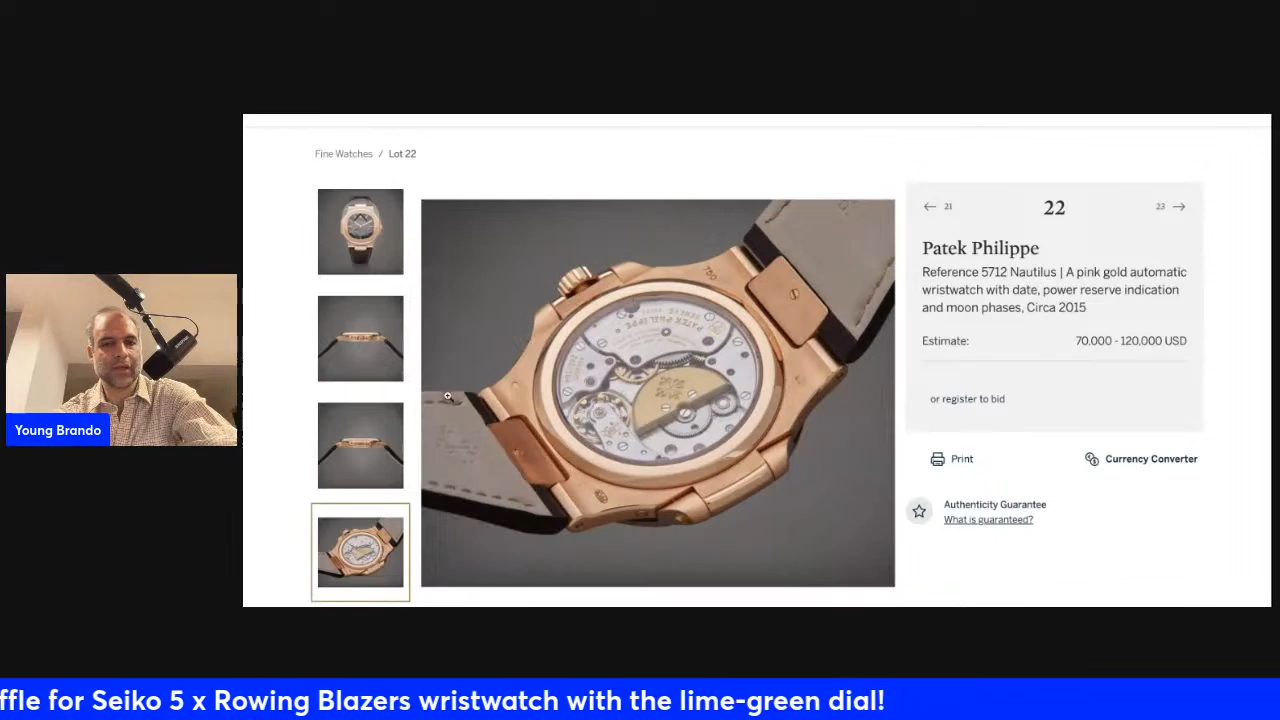 Fine Watches / Lot 22
21
22
23
Patek Philippe
Reference 5712 Nautilus | A pink gold automatic
wristwatch with date, power reserve indication
and moon phases, Circa 2015
Estimate:
70,000 - 120,000 USD
or register to bid
Print
Currency Converter
Authenticity Guarantee
What is guaranteed?
750
PATEK PHILIPPE
Young Brando
ffle for Seiko 5 x Rowing Blazers wristwatch with the lime-green dial!